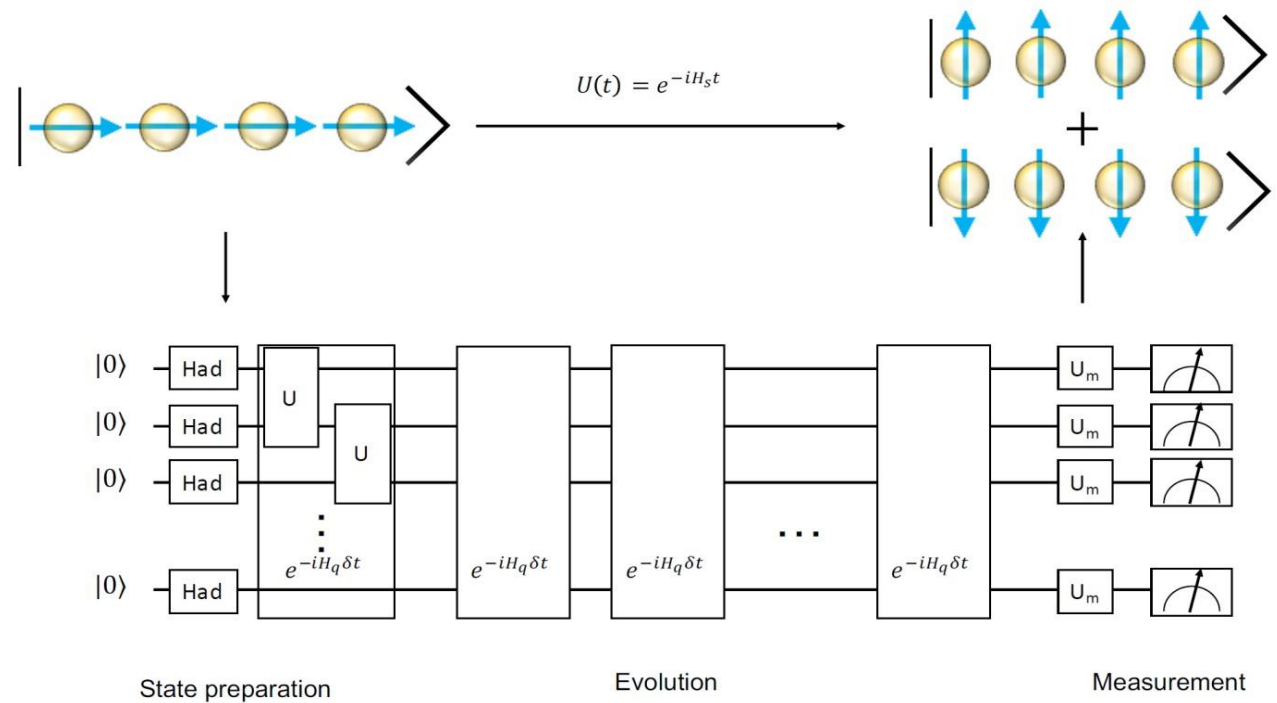 U(t) = e^{-iH_s t}
+
|0⟩ Had U U_m
|0⟩ Had U U_m
|0⟩ Had U_m
⋮
...
e^{-iH_q δt} e^{-iH_q δt} e^{-iH_q δt} e^{-iH_q δt}
|0⟩ Had U_m
State preparation Evolution Measurement